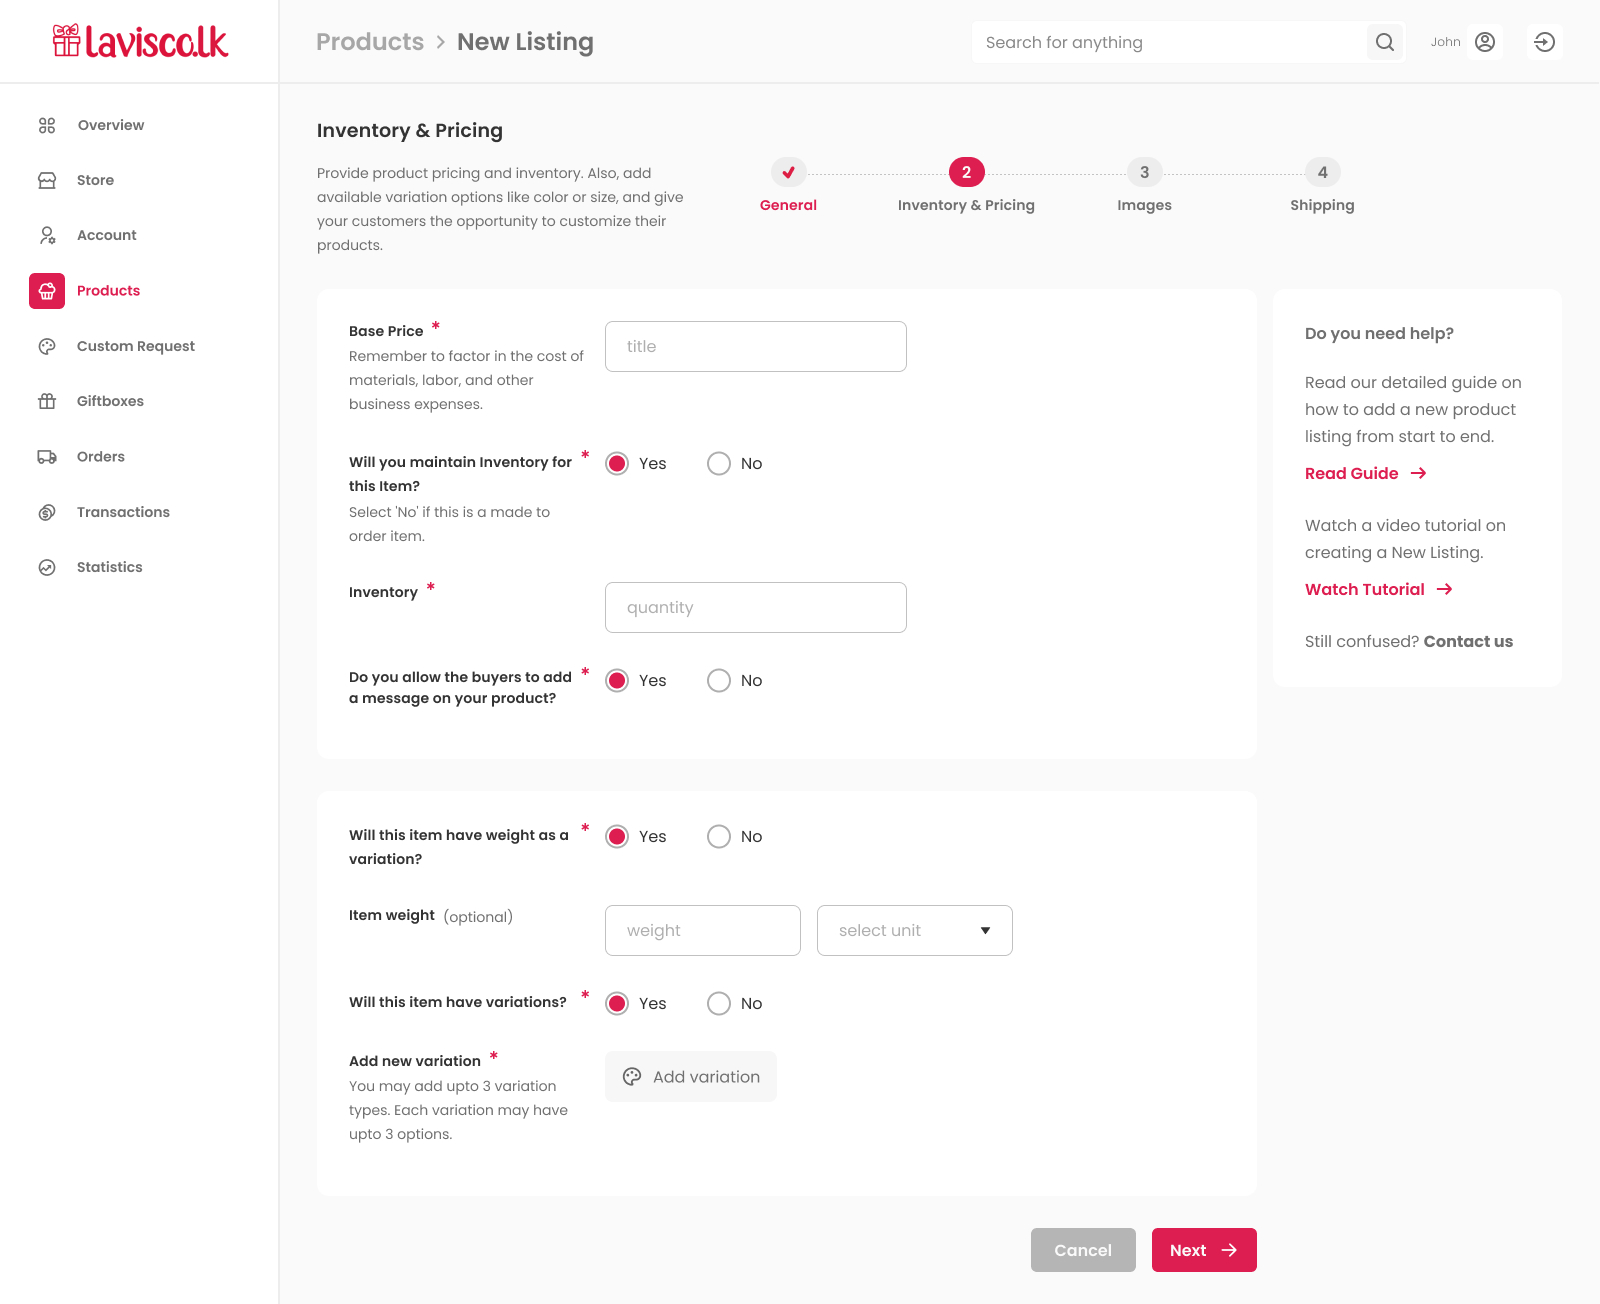 Lavisco.lk
Products > New Listing
Search for anything
John
Overview
Store
Account
Products
Custom Request
Giftboxes
Orders
Transactions
Statistics
Inventory & Pricing
Provide product pricing and inventory. Also, add
available variation options like color or size, and give
your customers the opportunity to customize their
products.
General
2
Inventory & Pricing
3
Images
4
Shipping
Base Price *
Remember to factor in the cost of
materials, labor, and other
business expenses.
title
Will you maintain Inventory for *
this Item?
Select 'No' if this is a made to
order item.
Yes
No
Inventory *
quantity
Do you allow the buyers to add *
a message on your product?
Yes
No
Will this item have weight as a *
variation?
Yes
No
Item weight (optional)
weight
select unit
Will this item have variations? *
Yes
No
Add new variation *
You may add upto 3 variation
types. Each variation may have
upto 3 options.
Add variation
Cancel
Next
Do you need help?
Read our detailed guide on
how to add a new product
listing from start to end.
Read Guide
Watch a video tutorial on
creating a New Listing.
Watch Tutorial
Still confused? Contact us